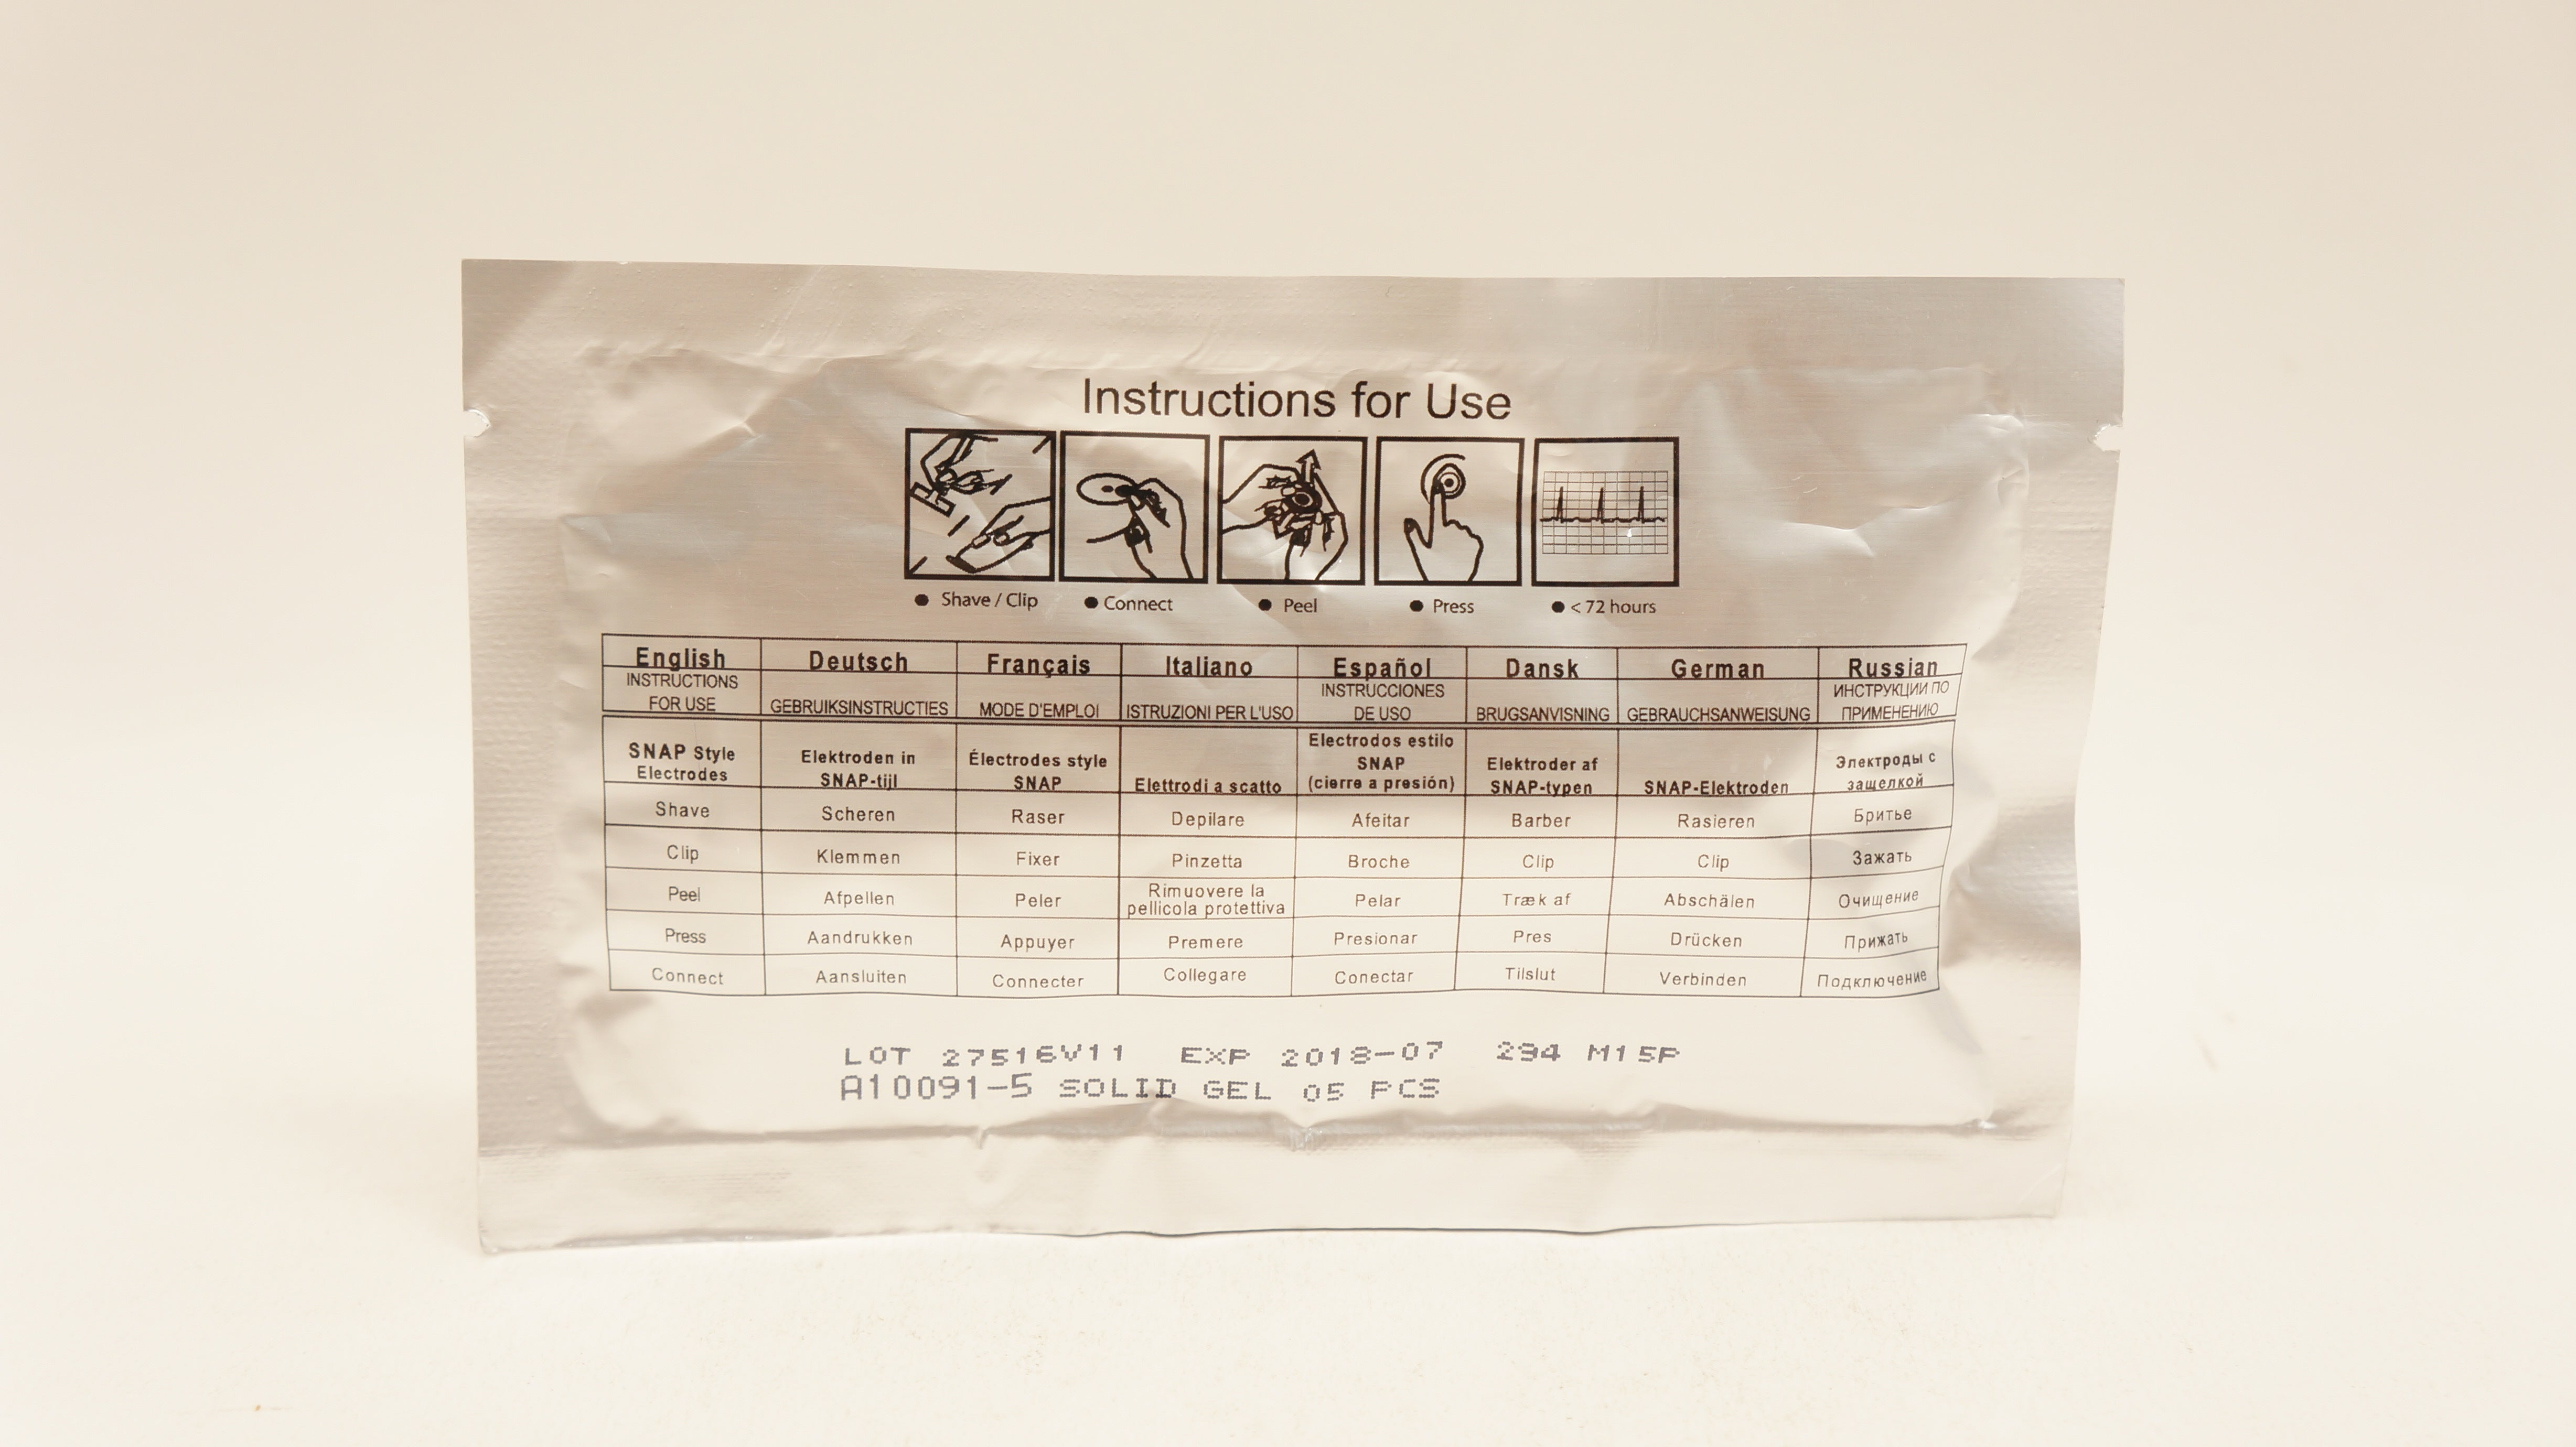 Instructions for Use
● Shave / Clip ● Connect ● Peel ● Press ● < 72 hours
English Deutsch Français Italiano Español Dansk German Russian
INSTRUCTIONS FOR USE GEBRUIKSINSTRUCTIES MODE D'EMPLOI ISTRUZIONI PER L'USO INSTRUCCIONES DE USO BRUGSANVISNING GEBRAUCHSANWEISUNG ИНСТРУКЦИИ ПО ПРИМЕНЕНИЮ
SNAP Style Electrodes Elektroden in SNAP-tijl Électrodes style SNAP Elettrodi a scatto Electrodos estilo SNAP (cierre a presión) Elektroder af SNAP-typen SNAP-Elektroden Электроды с защелкой
Shave Scheren Raser Depilare Afeitar Barber Rasieren Бритье
Clip Klemmen Fixer Pinzetta Broche Clip Clip Зажать
Peel Afpellen Peler Rimuovere la pellicola protettiva Pelar Træk af Abschälen Очищение
Press Aandrukken Appuyer Premere Presionar Pres Drücken Прижать
Connect Aansluiten Connecter Collegare Conectar Tilslut Verbinden Подключение
LOT 27516V11 EXP 2018-07 294 M15P
A10091-5 SOLID GEL 05 PCS